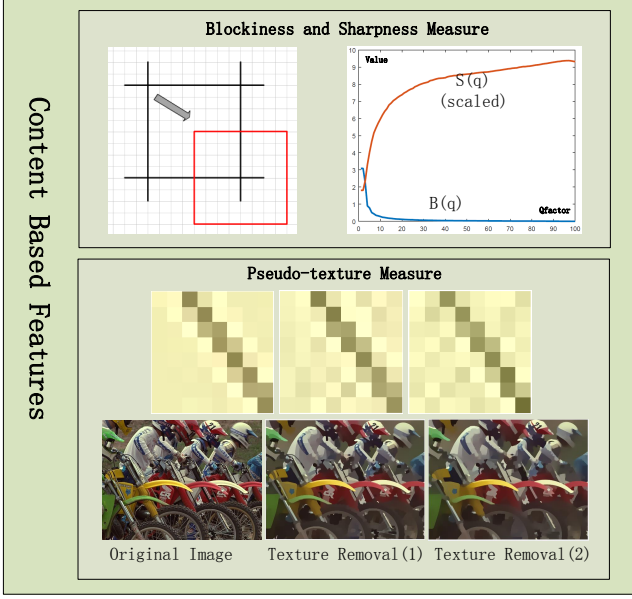 Content Based Features
Blockiness and Sharpness Measure
Value
10
9
8
7
6
5
4
3
2
1
0
S(q)
(scaled)
B(q)
Qfactor
0 10 20 30 40 50 60 70 80 90 100
Pseudo-texture Measure
Original Image Texture Removal(1) Texture Removal(2)